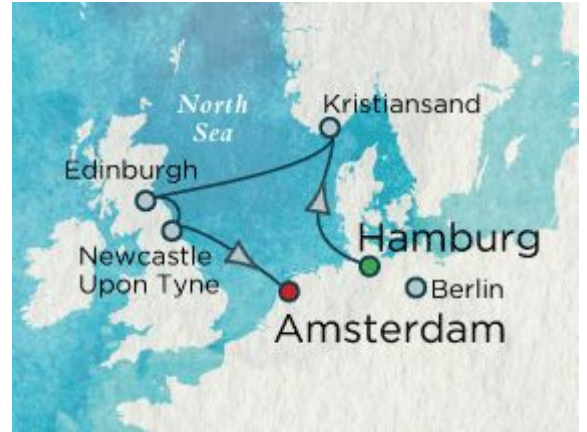 North
Sea
Kristiansand
Edinburgh
Newcastle
Upon Tyne
Hamburg
Berlin
Amsterdam